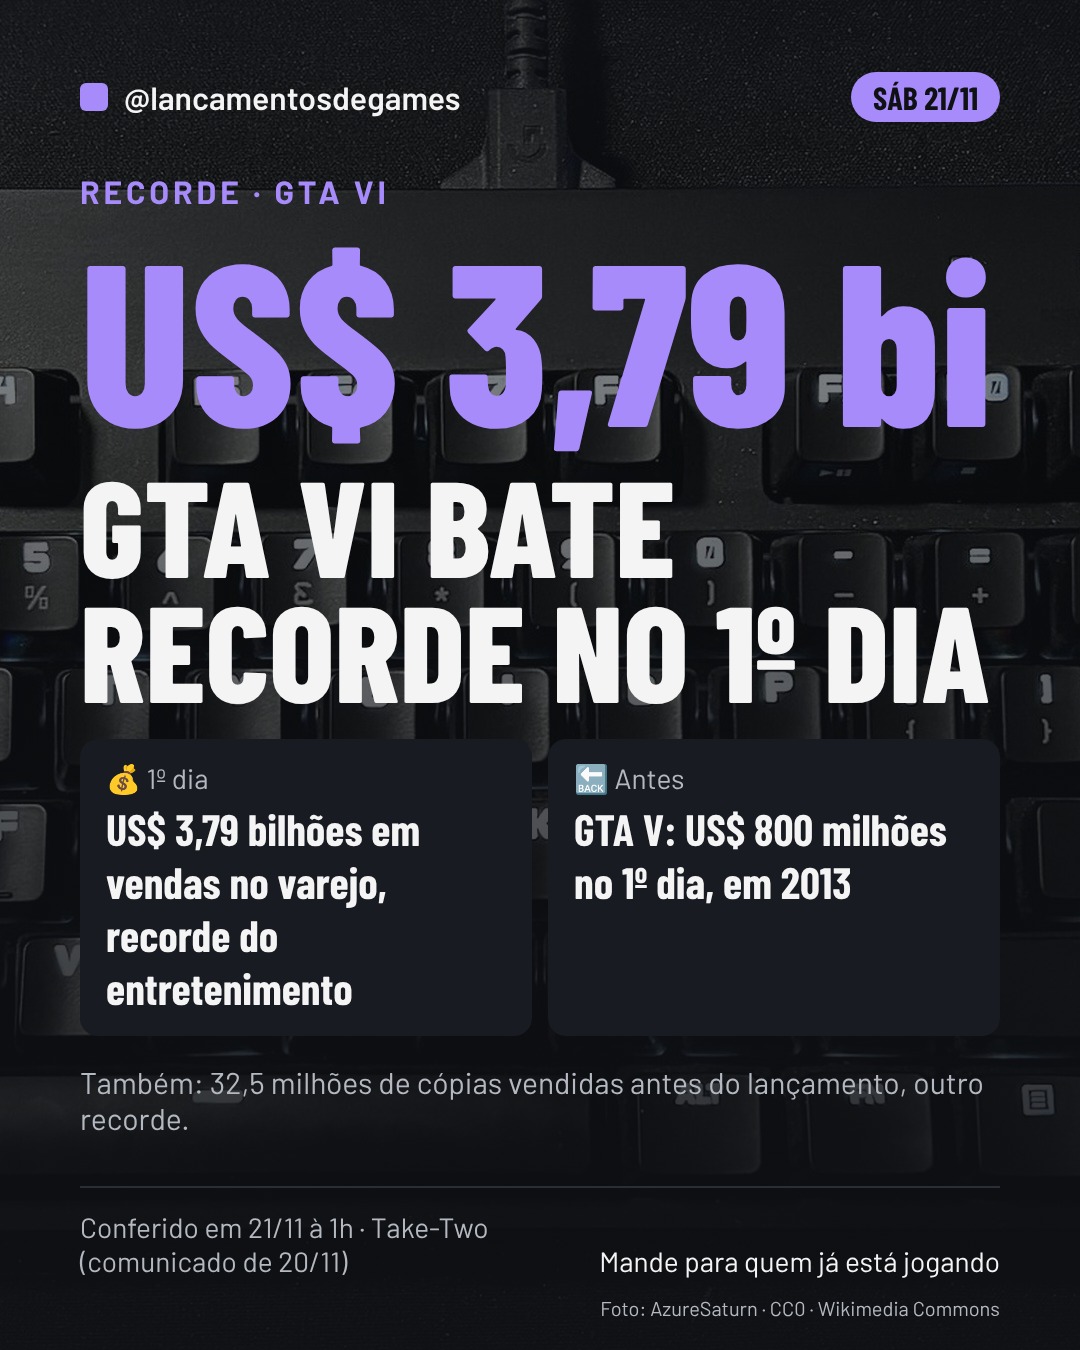 @lancamentosdegames
SÁB 21/11
RECORDE · GTA VI
US$ 3,79 bi
GTA VI BATE
RECORDE NO 1º DIA
💰 1º dia
US$ 3,79 bilhões em
vendas no varejo,
recorde do
entretenimento
🔙 Antes
GTA V: US$ 800 milhões
no 1º dia, em 2013
Também: 32,5 milhões de cópias vendidas antes do lançamento, outro
recorde.
Conferido em 21/11 à 1h · Take-Two
(comunicado de 20/11)
Mande para quem já está jogando
Foto: AzureSaturn · CC0 · Wikimedia Commons